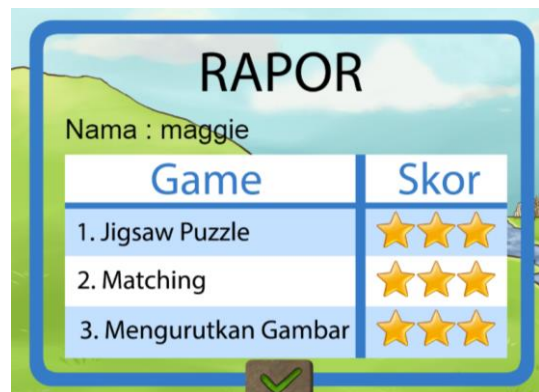 RAPOR
Nama : maggie
Game Skor
1. Jigsaw Puzzle
2. Matching
3. Mengurutkan Gambar